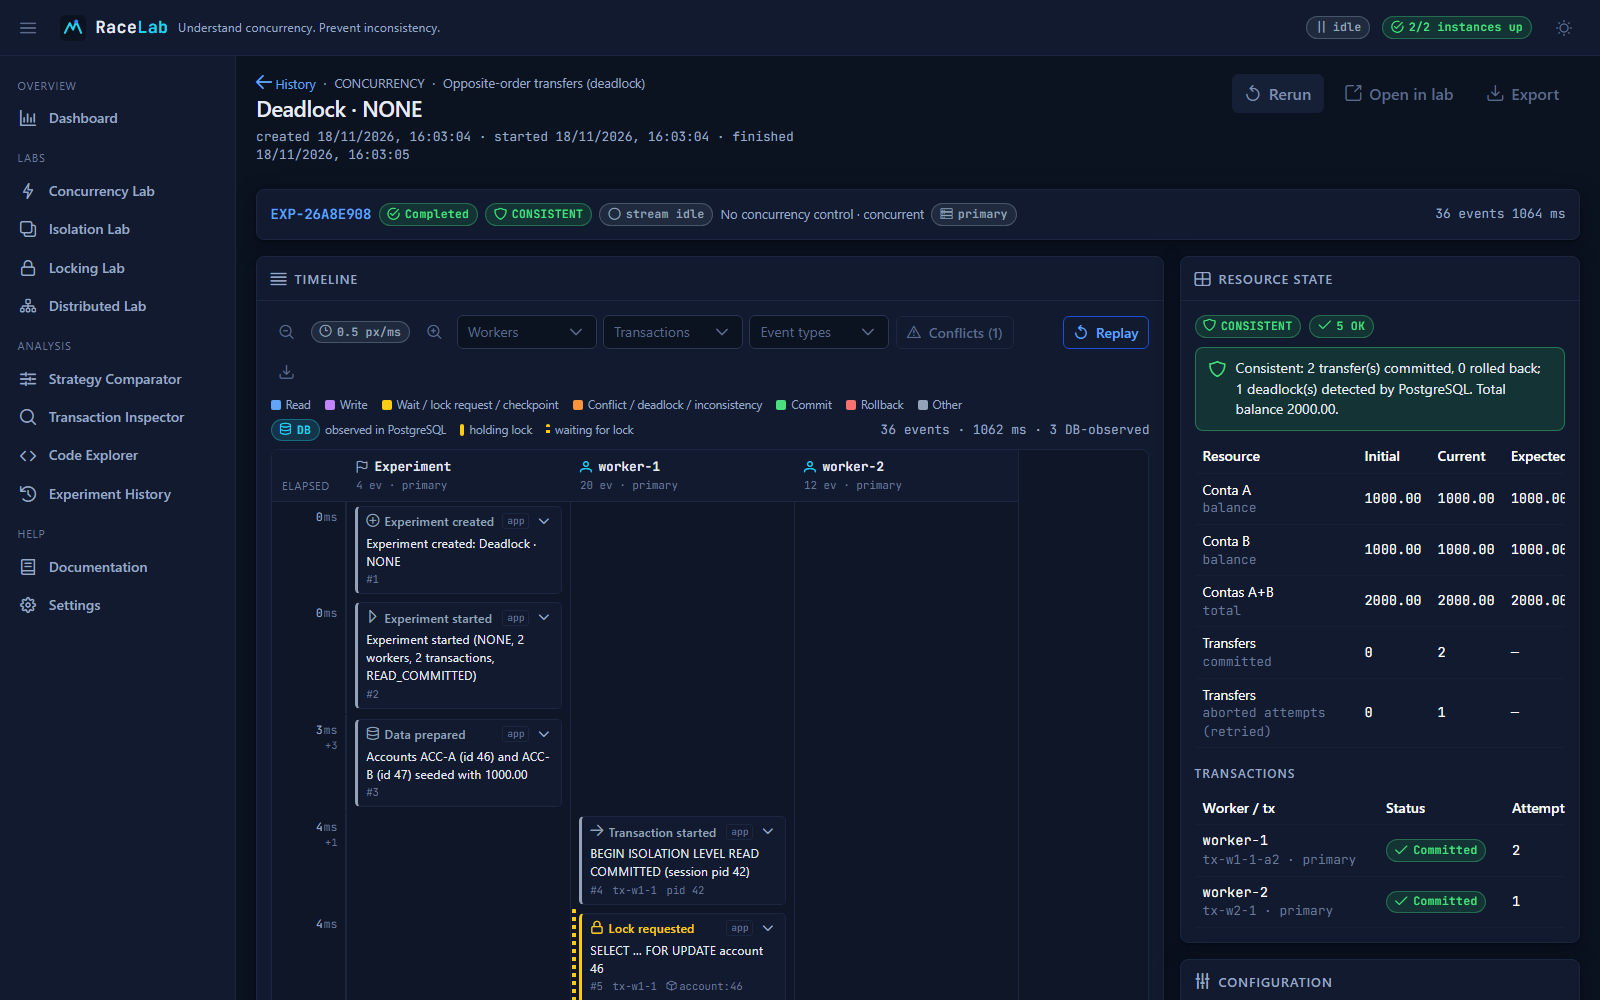 RaceLab
Understand concurrency. Prevent inconsistency.
idle
2/2 instances up
OVERVIEW
Dashboard
LABS
Concurrency Lab
Isolation Lab
Locking Lab
Distributed Lab
ANALYSIS
Strategy Comparator
Transaction Inspector
Code Explorer
Experiment History
HELP
Documentation
Settings
History · CONCURRENCY · Opposite-order transfers (deadlock)
Deadlock · NONE
created 18/11/2026, 16:03:04 · started 18/11/2026, 16:03:04 · finished
18/11/2026, 16:03:05
Rerun
Open in lab
Export
EXP-26A8E908
Completed
CONSISTENT
stream idle
No concurrency control · concurrent
primary
36 events 1064 ms
TIMELINE
0.5 px/ms
Workers
Transactions
Event types
Conflicts (1)
Replay
Read
Write
Wait / lock request / checkpoint
Conflict / deadlock / inconsistency
Commit
Rollback
Other
DB
observed in PostgreSQL
holding lock
waiting for lock
36 events · 1062 ms · 3 DB-observed
ELAPSED
Experiment
4 ev · primary
worker-1
20 ev · primary
worker-2
12 ev · primary
0ms
Experiment created
app
Experiment created: Deadlock ·
NONE
#1
0ms
Experiment started
app
Experiment started (NONE, 2
workers, 2 transactions,
READ_COMMITTED)
#2
3ms
+3
Data prepared
app
Accounts ACC-A (id 46) and ACC-
B (id 47) seeded with 1000.00
#3
4ms
+1
Transaction started
app
BEGIN ISOLATION LEVEL READ
COMMITTED (session pid 42)
#4 tx-w1-1 pid 42
4ms
Lock requested
app
SELECT ... FOR UPDATE account
46
#5 tx-w1-1 account:46
RESOURCE STATE
CONSISTENT
5 OK
Consistent: 2 transfer(s) committed, 0 rolled back;
1 deadlock(s) detected by PostgreSQL. Total
balance 2000.00.
Resource Initial Current Expected
Conta A
balance
1000.00 1000.00 1000.00
Conta B
balance
1000.00 1000.00 1000.00
Contas A+B
total
2000.00 2000.00 2000.00
Transfers
committed
0 2 —
Transfers
aborted attempts
(retried)
0 1 —
TRANSACTIONS
Worker / tx Status Attempt
worker-1
tx-w1-1-a2 · primary
Committed
2
worker-2
tx-w2-1 · primary
Committed
1
CONFIGURATION